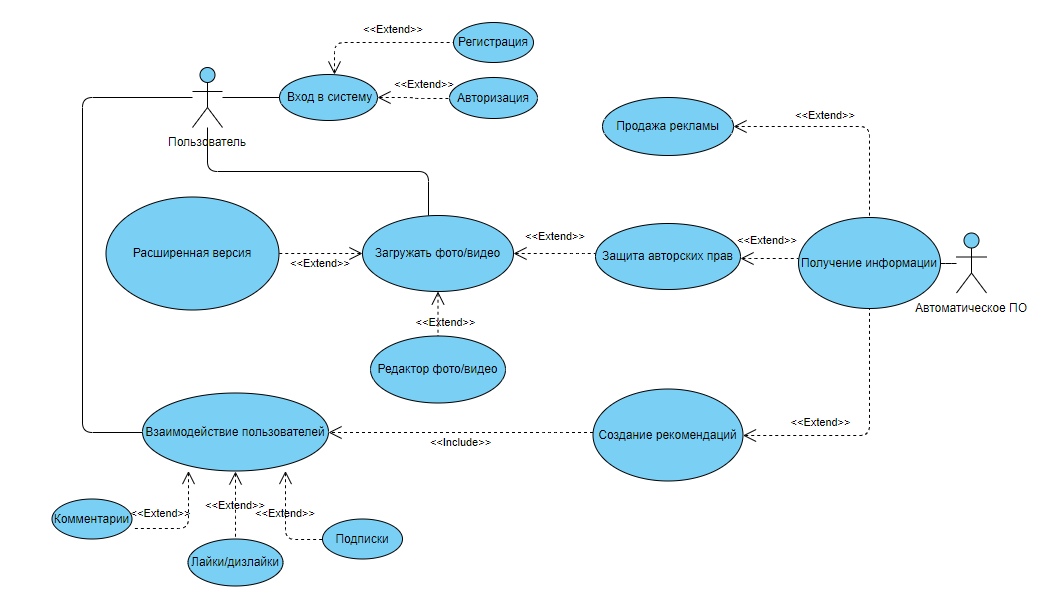 <<Extend>>
Регистрация
<<Extend>>
Вход в систему
Авторизация
Пользователь
<<Extend>>
Продажа рекламы
Расширенная версия
<<Extend>>
Загружать фото/видео
<<Extend>>
Защита авторских прав
<<Extend>>
Получение информации
Автоматическое ПО
<<Extend>>
Редактор фото/видео
Взаимодействие пользователей
<<Include>>
Создание рекомендаций
<<Extend>>
Комментарии
<<Extend>>
<<Extend>>
<<Extend>>
Лайки/дизлайки
Подписки